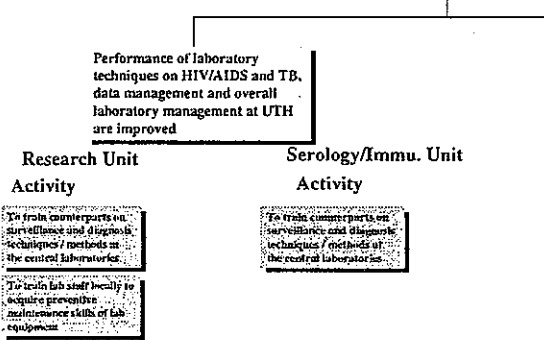 Performance of laboratory
techniques on HIV/AIDS and TB,
data management and overall
laboratory management at UTH
are improved
Research Unit
Activity
To train counterparts on
surveillance and diagnosis
techniques / methods at
the central laboratories
To train lab staff locally to
acquire preventive
maintenance skills of lab
equipment
Serology/Immu. Unit
Activity
To train counterparts on
surveillance and diagnosis
techniques / methods at
the central laboratories